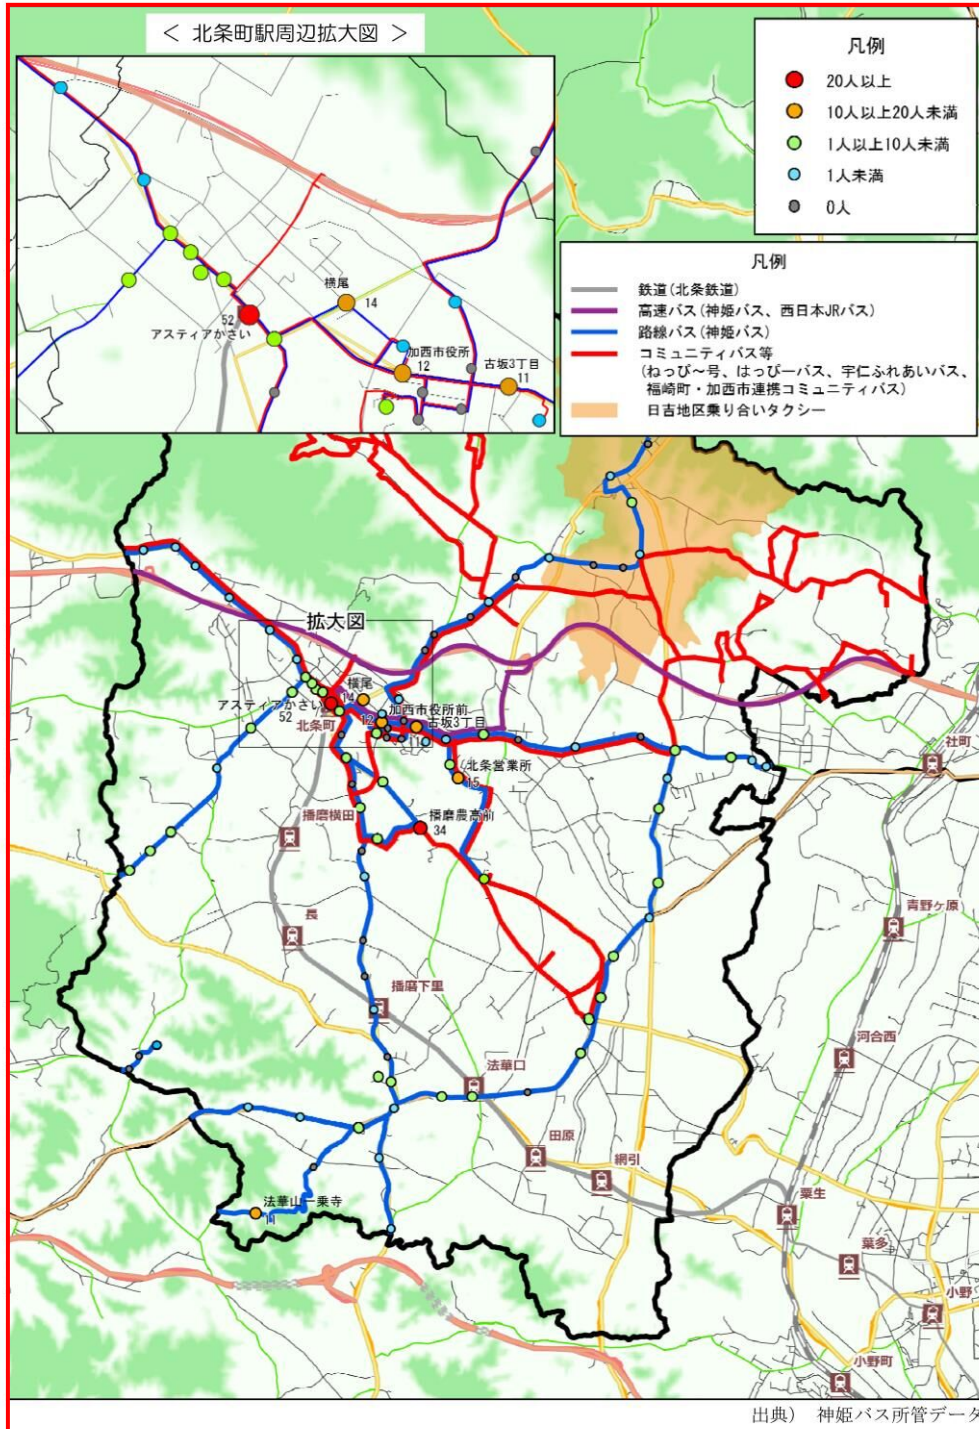 ＜ 北条町駅周辺拡大図 ＞
凡例
20人以上
10人以上20人未満
1人以上10人未満
1人未満
0人
凡例
鉄道(北条鉄道)
高速バス(神姫バス、西日本JRバス)
路線バス(神姫バス)
コミュニティバス等
(ねっぴ～号、はっぴーバス、宇仁ふれあいバス、
福崎町・加西市連携コミュニティバス)
日吉地区乗り合いタクシー
横尾
14
52
アスティアかさい
加西市役所
12
古坂3丁目
11
拡大図
横尾
14
アスティアかさい
52
加西市役所前
12
古坂3丁目
11
北条町
北条営業所
15
播磨横田
播磨農高前
34
社町
青野ヶ原
長
播磨下里
河合西
法華口
田原
網引
粟生
法華山一乗寺
11
葉多
小野
小野町
出典） 神姫バス所管データ